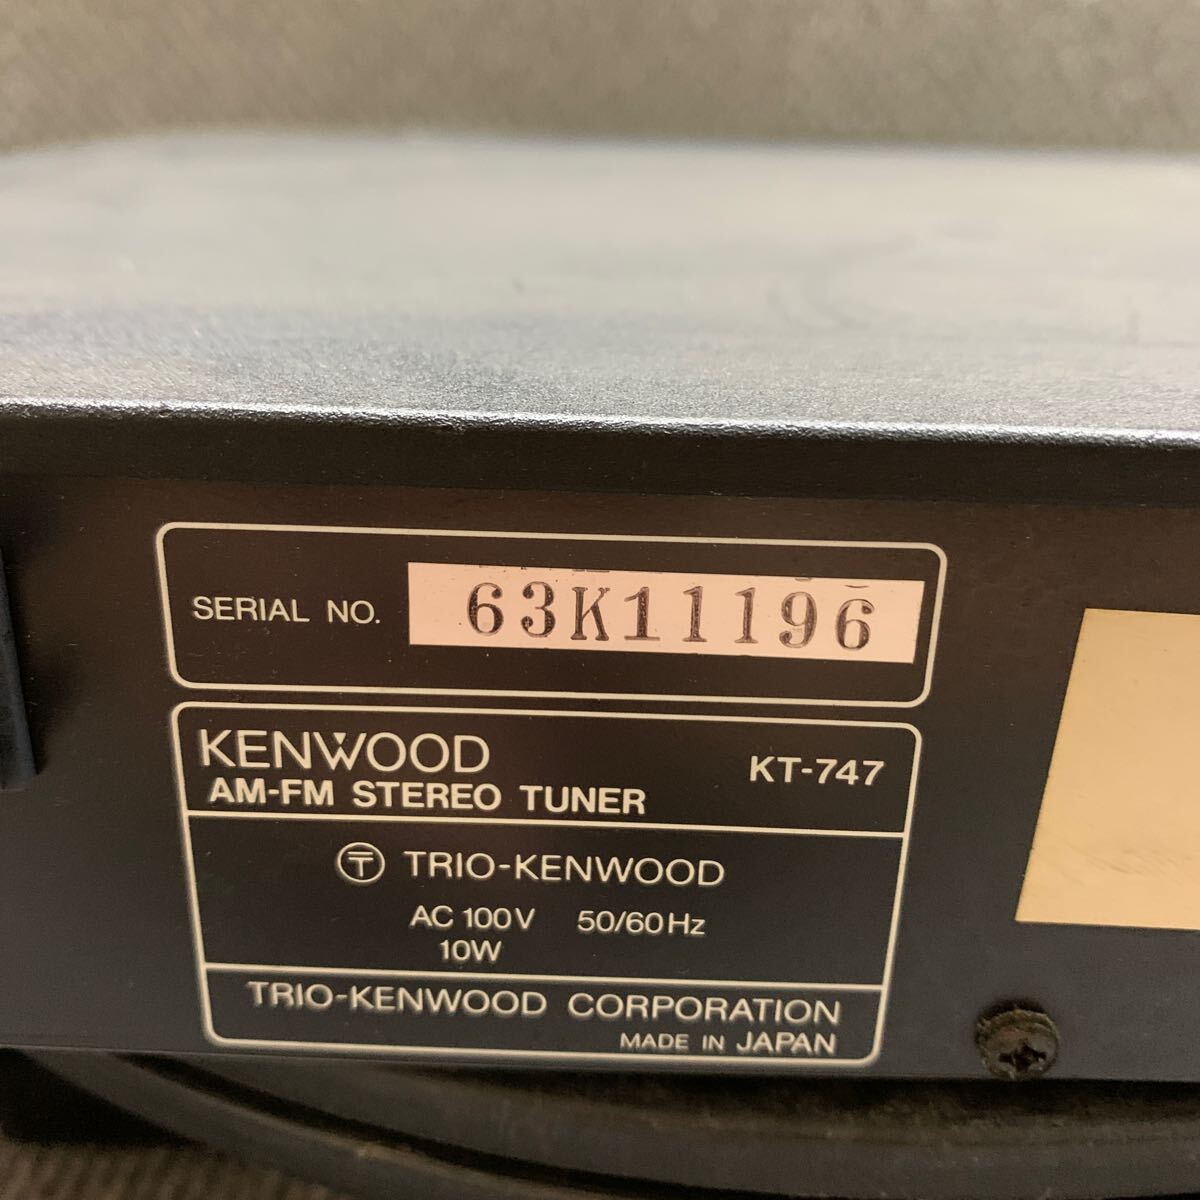 SERIAL NO. 63K11196
KENWOOD KT-747
AM-FM STEREO TUNER
〶 TRIO-KENWOOD
AC 100V 50/60Hz
10W
TRIO-KENWOOD CORPORATION
MADE IN JAPAN